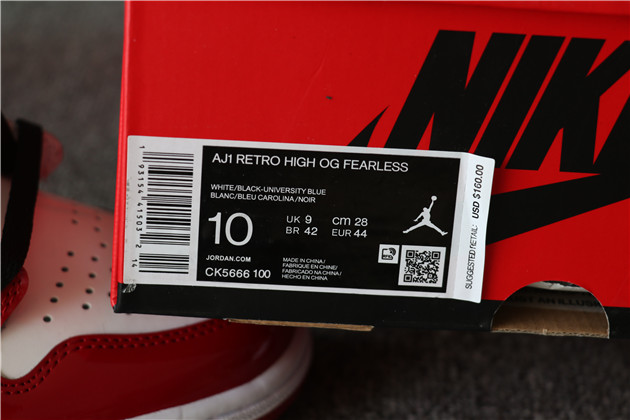 NIKE
AJ1 RETRO HIGH OG FEARLESS
WHITE/BLACK-UNIVERSITY BLUE
BLANC/BLEU CAROLINA/NOIR
10
UK 9 cm 28
BR 42 EUR 44
JORDAN.COM
CK5666 100
MADE IN CHINA/
FABRIQUE EN CHINE/
FABRICADO NA CHINA/
HECHO EN CHINA
SUGGESTED RETAIL: USD $160.00